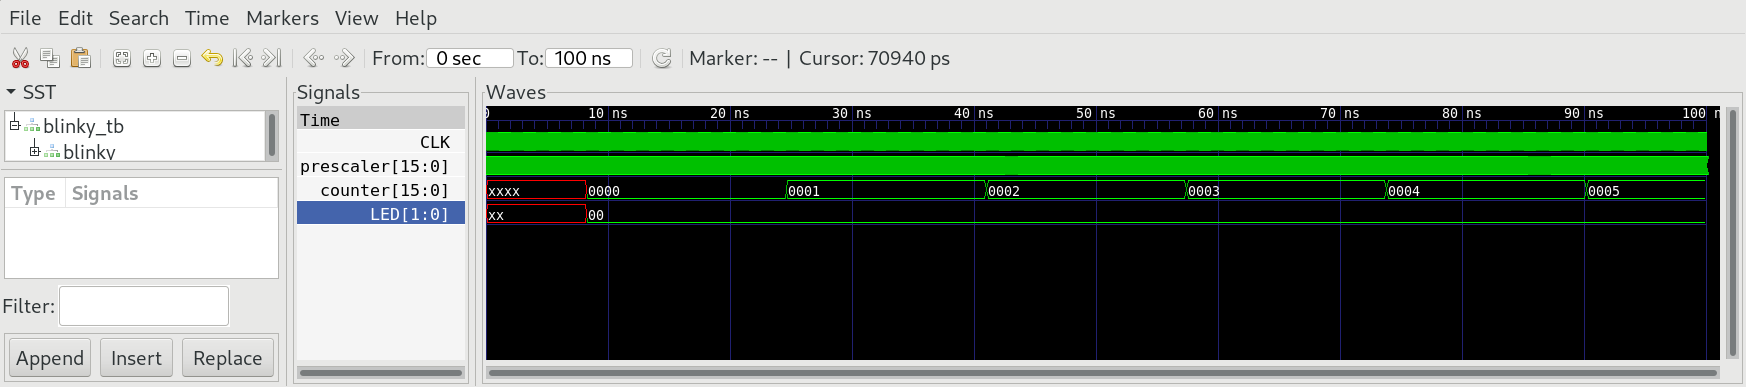 File Edit Search Time Markers View Help
From: 0 sec To: 100 ns Marker: -- | Cursor: 70940 ps
SST
blinky_tb
blinky
Type Signals
Filter:
Append Insert Replace
Signals
Time
CLK
prescaler[15:0]
counter[15:0]
LED[1:0]
Waves
0 10 ns 20 ns 30 ns 40 ns 50 ns 60 ns 70 ns 80 ns 90 ns 100 n
xxxx 0000 0001 0002 0003 0004 0005
xx 00